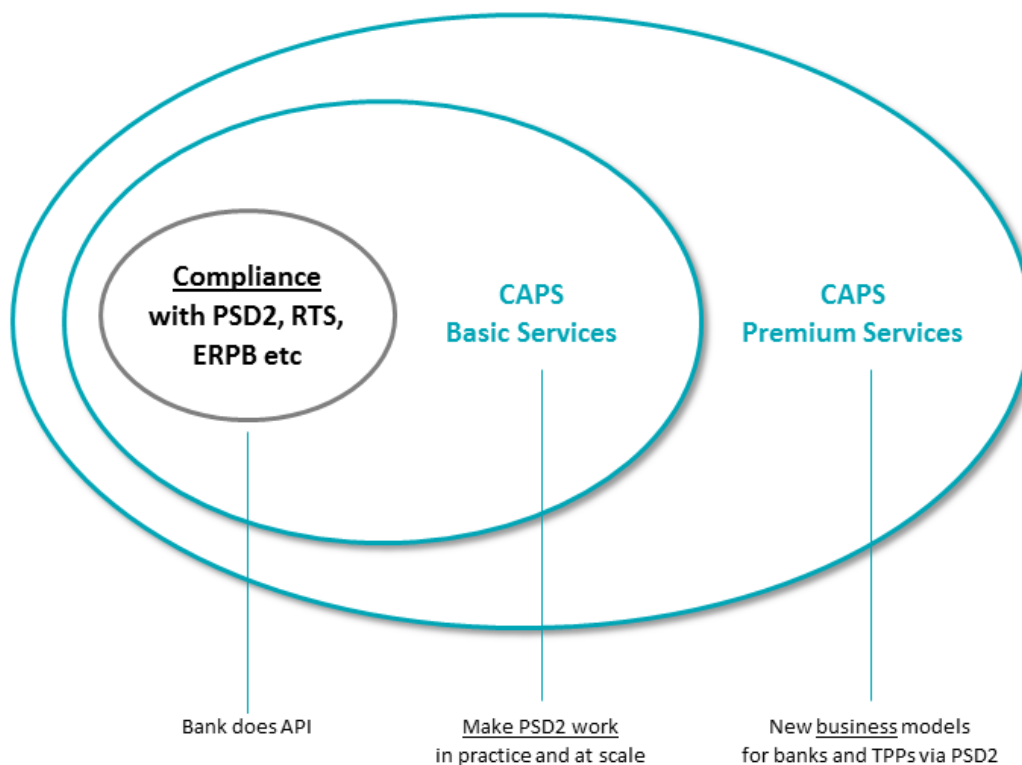 Compliance
with PSD2, RTS,
ERPB etc
CAPS
Basic Services
CAPS
Premium Services
Bank does API
Make PSD2 work
in practice and at scale
New business models
for banks and TPPs via PSD2